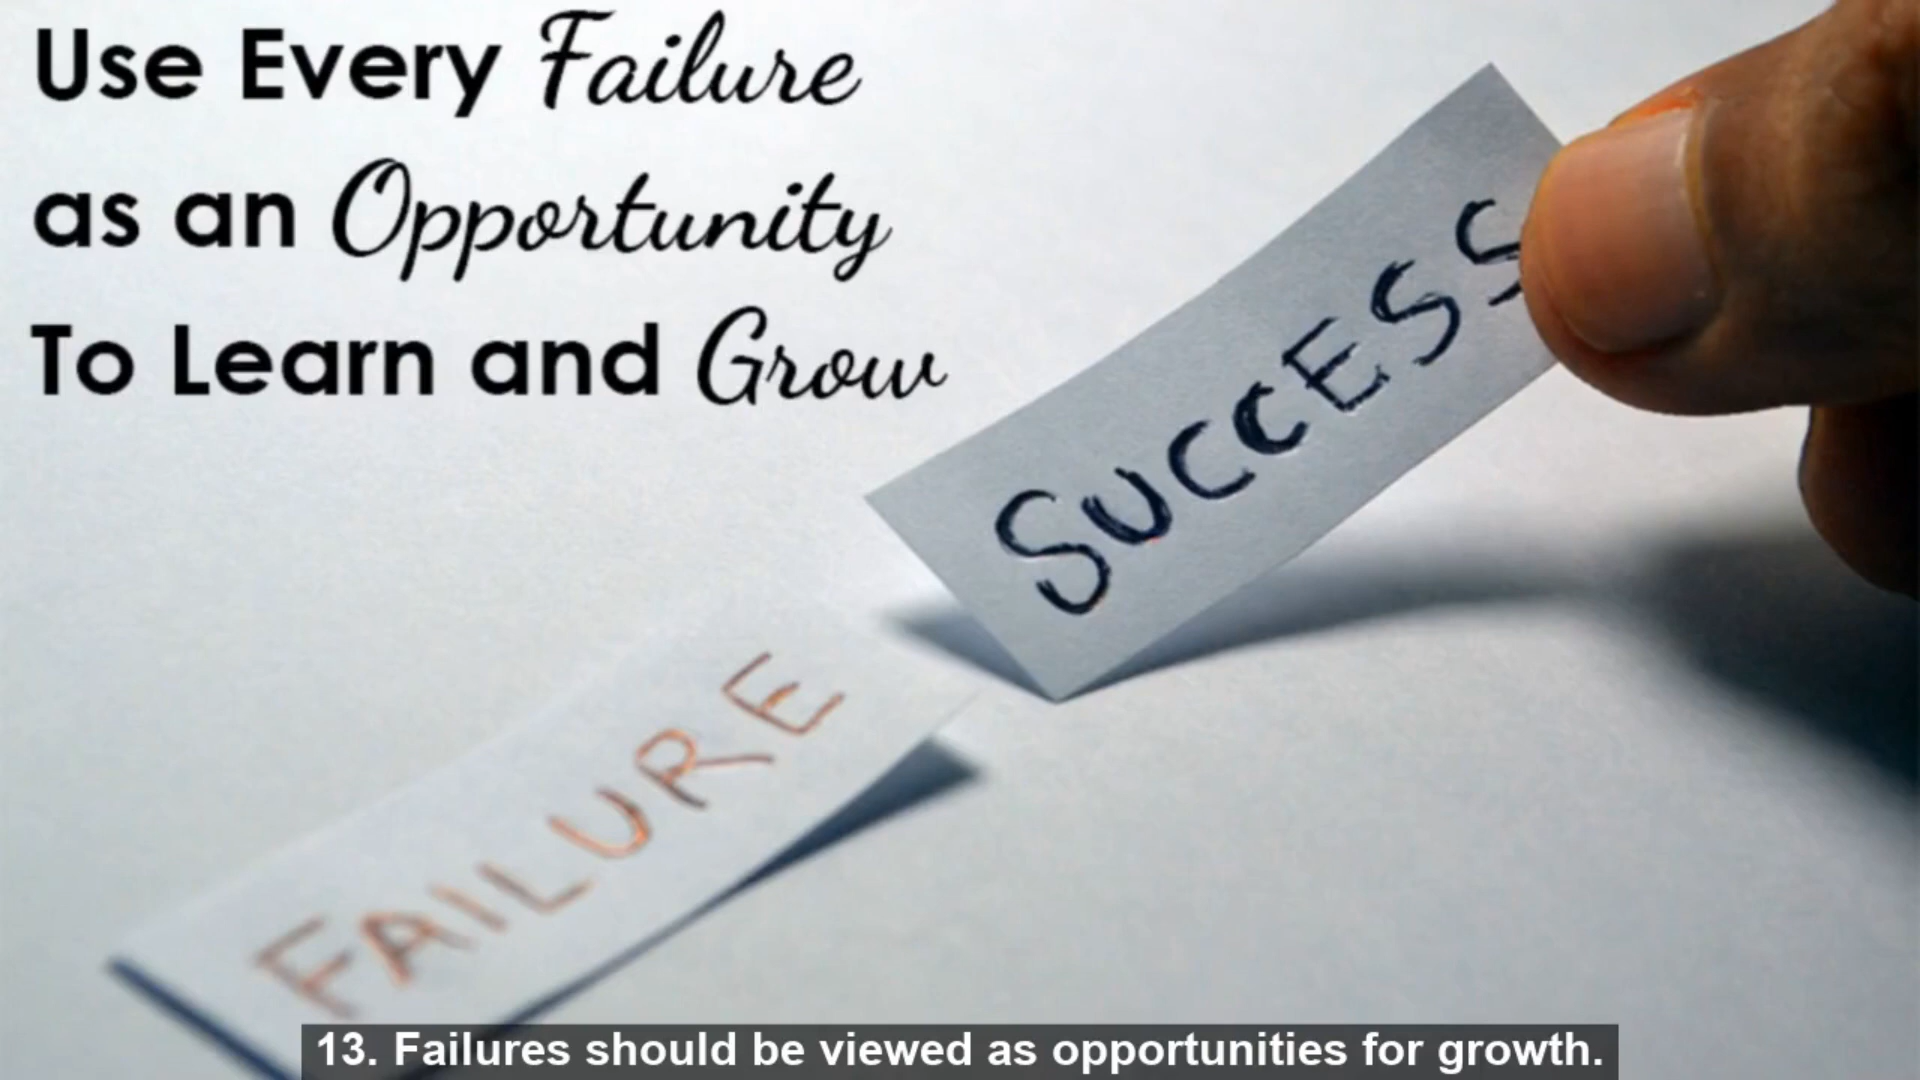 Use Every Failure
as an Opportunity
To Learn and Grow
SUCCESS
FAILURE
13. Failures should be viewed as opportunities for growth.